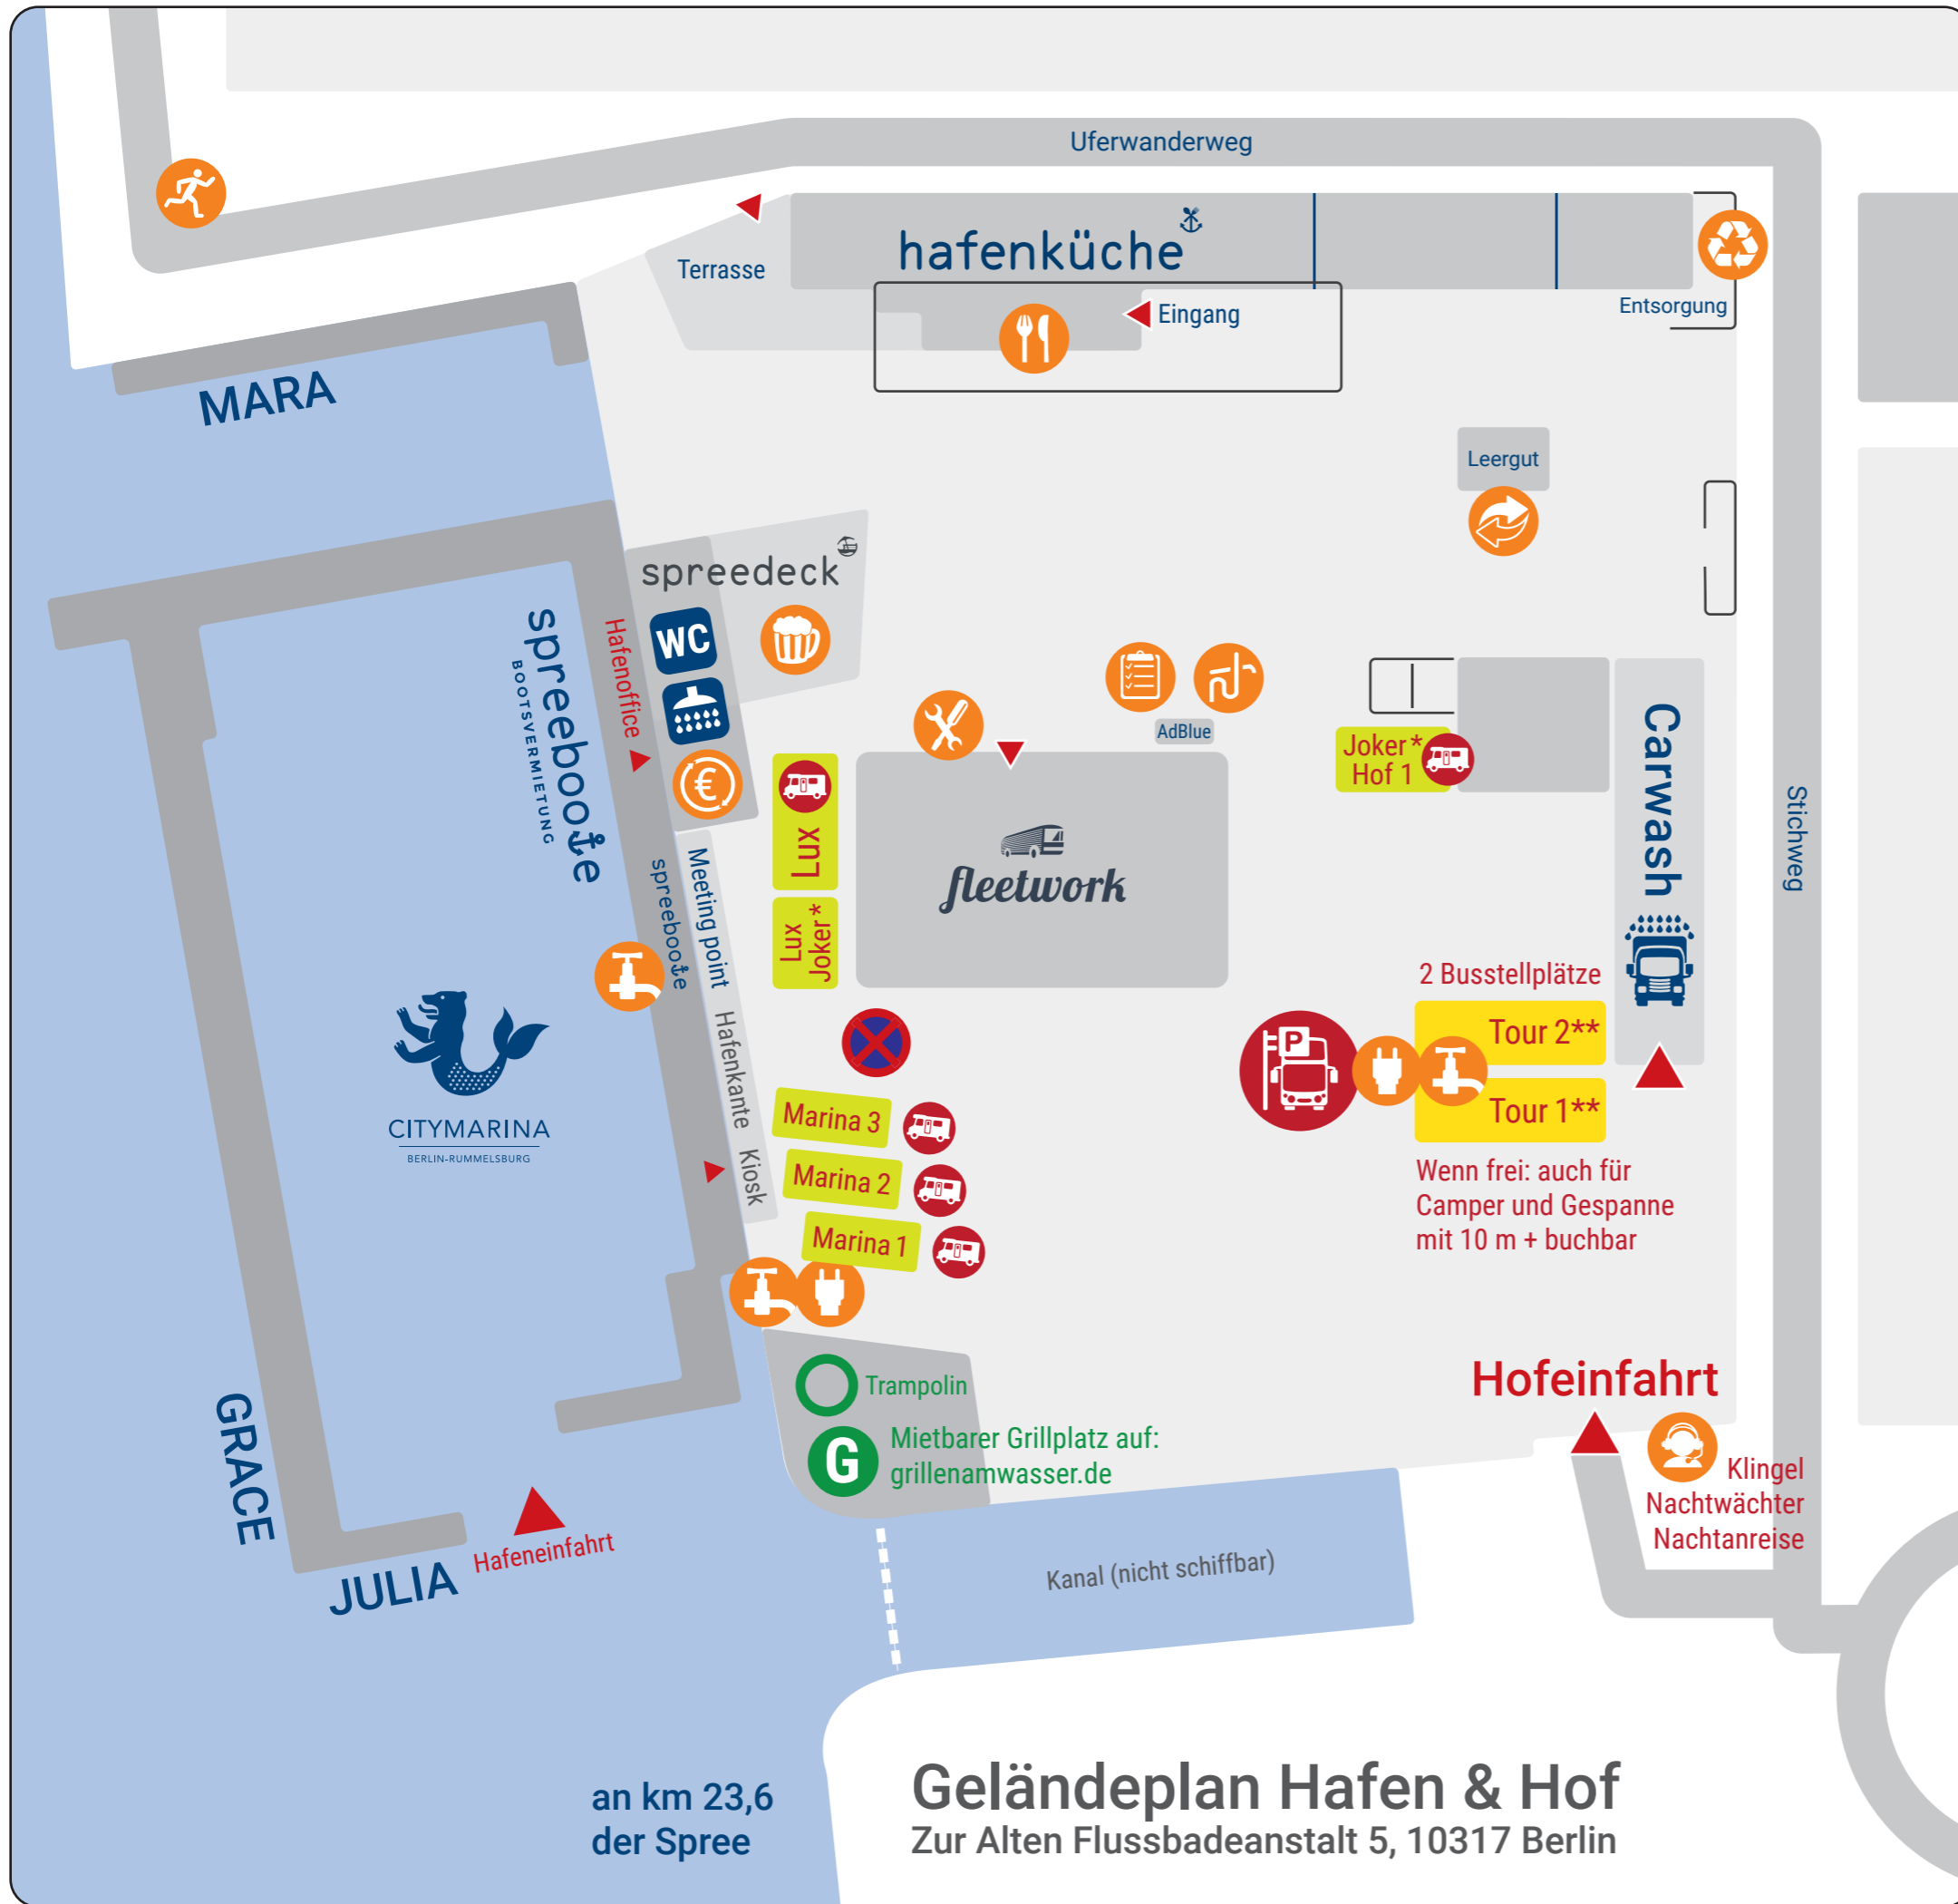 Uferwanderweg
hafenküche
Terrasse
Eingang
Entsorgung
MARA
Leergut
spreedeck
WC
Hafenoffice
spreeboote
BOOTSVERMIETUNG
€
AdBlue
Joker*
Hof 1
Carwash
Stichweg
Lux
Lux
Joker*
fleetwork
Meeting point
spreeboote
Hafenkante
Kiosk
2 Busstellplätze
Tour 2**
Tour 1**
P
Wenn frei: auch für
Camper und Gespanne
mit 10 m + buchbar
CITYMARINA
BERLIN-RUMMELSBURG
Marina 3
Marina 2
Marina 1
Trampolin
G
Mietbarer Grillplatz auf:
grillenamwasser.de
Hofeinfahrt
Klingel
Nachtwächter
Nachtanreise
GRACE
JULIA
Hafeneinfahrt
Kanal (nicht schiffbar)
an km 23,6
der Spree
Geländeplan Hafen & Hof
Zur Alten Flussbadeanstalt 5, 10317 Berlin